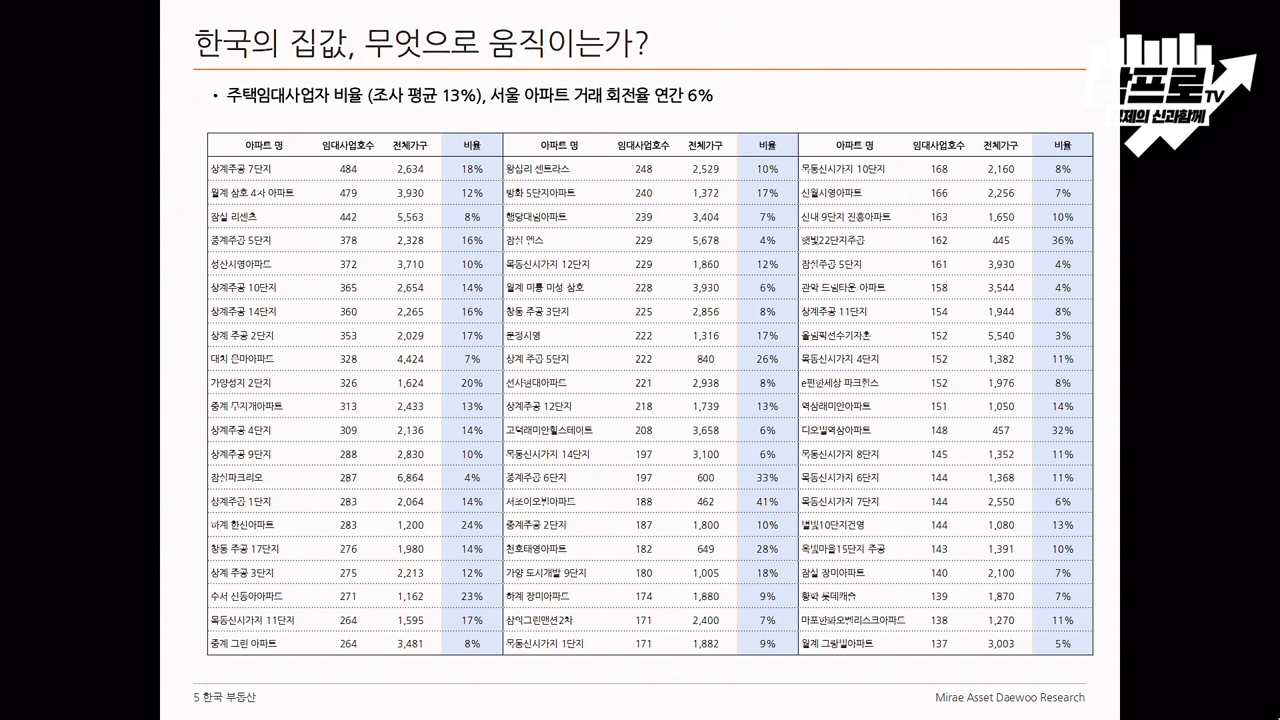 한국의 집값, 무엇으로 움직이는가?
삼프로TV
경제의 신과함께
• 주택임대사업자 비율 (조사 평균 13%), 서울 아파트 거래 회전율 연간 6%
아파트 명 임대사업호수 전체가구 비율 아파트 명 임대사업호수 전체가구 비율 아파트 명 임대사업호수 전체가구 비율
상계주공 7단지 484 2,634 18% 왕십리 센트라스 248 2,529 10% 목동신시가지 10단지 168 2,160 8%
월계 삼호 4차 아파트 479 3,930 12% 방화 5단지아파트 240 1,372 17% 신월시영아파트 166 2,256 7%
잠실 리센츠 442 5,563 8% 행당대림아파트 239 3,404 7% 신내 9단지 진흥아파트 163 1,650 10%
중계주공 5단지 378 2,328 16% 잠실 엘스 229 5,678 4% 햇빛22단지주공 162 445 36%
성산시영아파트 372 3,710 10% 목동신시가지 12단지 229 1,860 12% 잠실주공 5단지 161 3,930 4%
상계주공 10단지 365 2,654 14% 월계 미륭 미성 삼호 228 3,930 6% 관악 드림타운 아파트 158 3,544 4%
상계주공 14단지 360 2,265 16% 창동 주공 3단지 225 2,856 8% 상계주공 11단지 154 1,944 8%
상계 주공 2단지 353 2,029 17% 문정시영 222 1,316 17% 올림픽선수기자촌 152 5,540 3%
대치 은마아파트 328 4,424 7% 상계 주공 5단지 222 840 26% 목동신시가지 4단지 152 1,382 11%
가양성지 2단지 326 1,624 20% 선사현대아파트 221 2,938 8% e편한세상 파크힐스 152 1,976 8%
중계 무지개아파트 313 2,433 13% 상계주공 12단지 218 1,739 13% 역삼래미안아파트 151 1,050 14%
상계주공 4단지 309 2,136 14% 고덕래미안힐스테이트 208 3,658 6% 디오빌역삼아파트 148 457 32%
상계주공 9단지 288 2,830 10% 목동신시가지 14단지 197 3,100 6% 목동신시가지 8단지 145 1,352 11%
잠실파크리오 287 6,864 4% 중계주공 6단지 197 600 33% 목동신시가지 6단지 144 1,368 11%
상계주공 1단지 283 2,064 14% 서초이오빌아파트 188 462 41% 목동신시가지 7단지 144 2,550 6%
하계 한신아파트 283 1,200 24% 중계주공 2단지 187 1,800 10% 별빛10단지건영 144 1,080 13%
창동 주공 17단지 276 1,980 14% 천호태영아파트 182 649 28% 옥빛마을15단지 주공 143 1,391 10%
상계 주공 3단지 275 2,213 12% 가양 도시개발 9단지 180 1,005 18% 잠실 장미아파트 140 2,100 7%
수서 신동아아파트 271 1,162 23% 하계 장미아파트 174 1,880 9% 황학 롯데캐슬 139 1,870 7%
목동신시가지 11단지 264 1,595 17% 삼익그린맨션2차 171 2,400 7% 마포한화오벨리스크아파트 138 1,270 11%
중계 그린 아파트 264 3,481 8% 목동신시가지 1단지 171 1,882 9% 월계 그랑빌아파트 137 3,003 5%
5 한국 부동산
Mirae Asset Daewoo Research